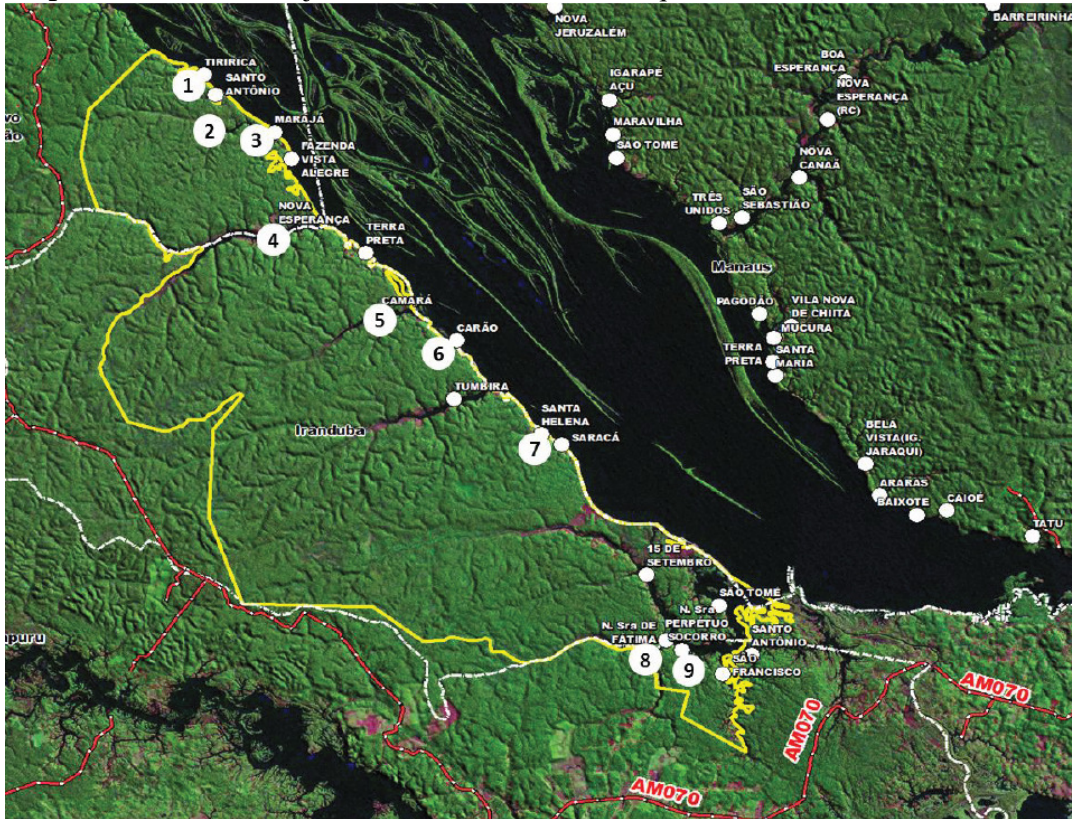 NOVA
JERUZALÉM
BARREIRINHA
TIRIRICA
1
SANTO
ANTÔNIO
2
MARAJÁ
3
FAZENDA
VISTA
ALEGRE
NOVA
ESPERANÇA
4
TERRA
PRETA
CAMARÁ
5
CARÃO
6
TUMBIRA
Iranduba
SANTA
HELENA
7
SARACÁ
IGARAPÉ
AÇU
MARAVILHA
SÃO TOMÉ
BOA
ESPERANÇA
NOVA
ESPERANÇA
(RC)
NOVA
CANAÃ
SÃO
SEBASTIÃO
TRÊS
UNIDOS
Manaus
PAGODÃO
VILA NOVA
DE CHIITA
MUCURA
TERRA
PRETA
SANTA
MARIA
BELA
VISTA(IG.
JARAQUI)
ARARAS
BAIXOTE
CAIOÉ
TATU
15 DE
SETEMBRO
SÃO TOMÉ
N. Sra DE
FATIMA
8
N. Sra
PERPÉTUO
SOCORRO
9
SANTO
ANTÔNIO
SÃO
FRANCISCO
AM070
AM070
AM070